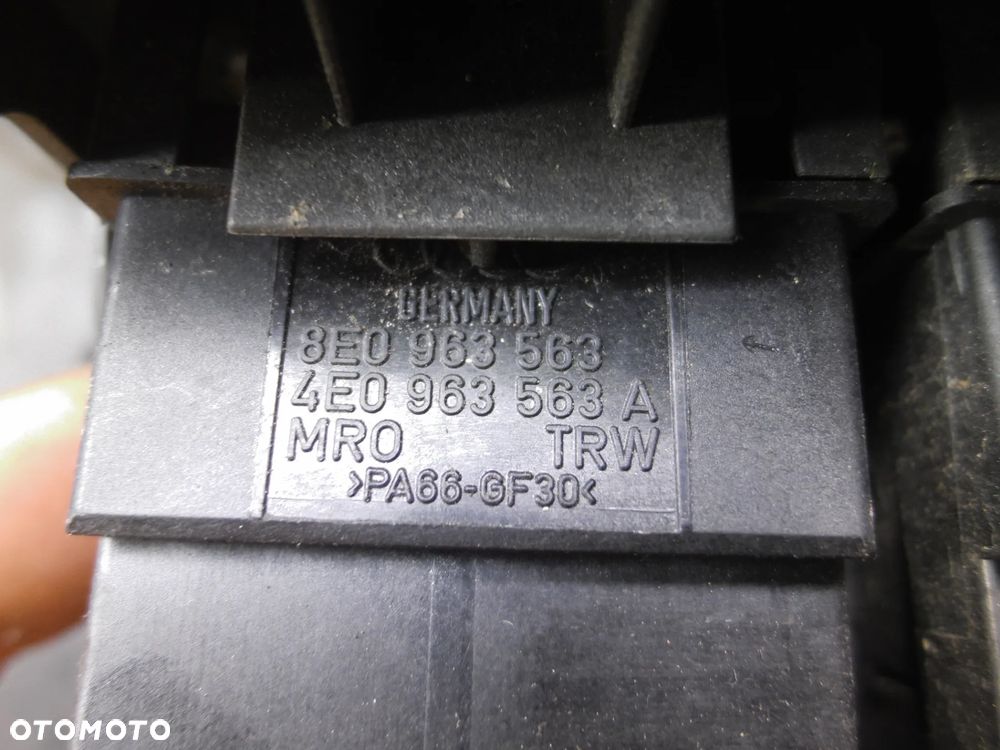 GERMANY
8E0 963 563
4E0 963 563 A
MRO TRW
>PA66-GF30<
OTOMOTO